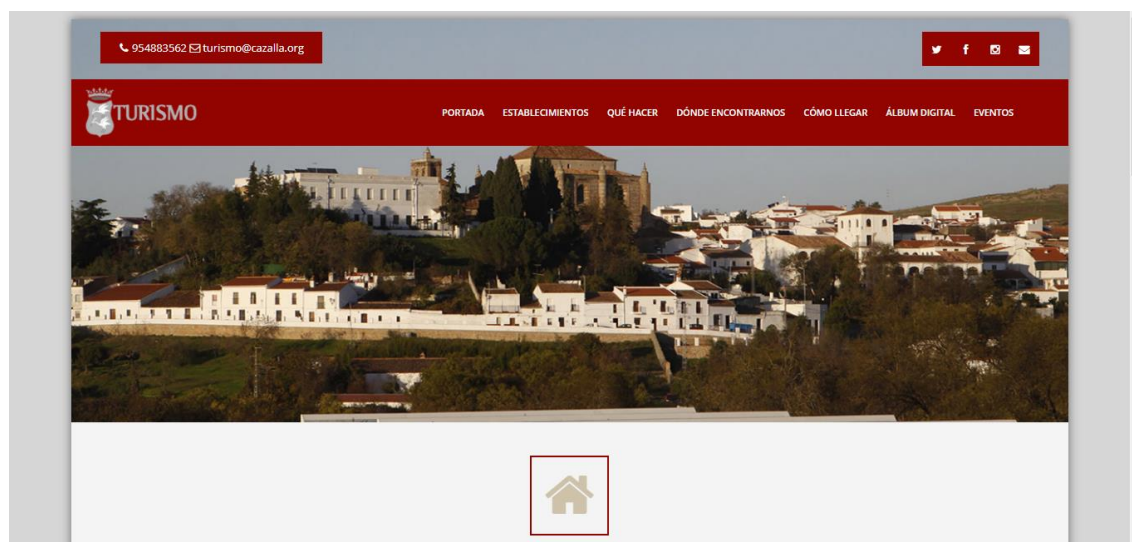 954883562 turismo@cazalla.org
TURISMO
PORTADA ESTABLECIMIENTOS QUÉ HACER DÓNDE ENCONTRARNOS CÓMO LLEGAR ÁLBUM DIGITAL EVENTOS